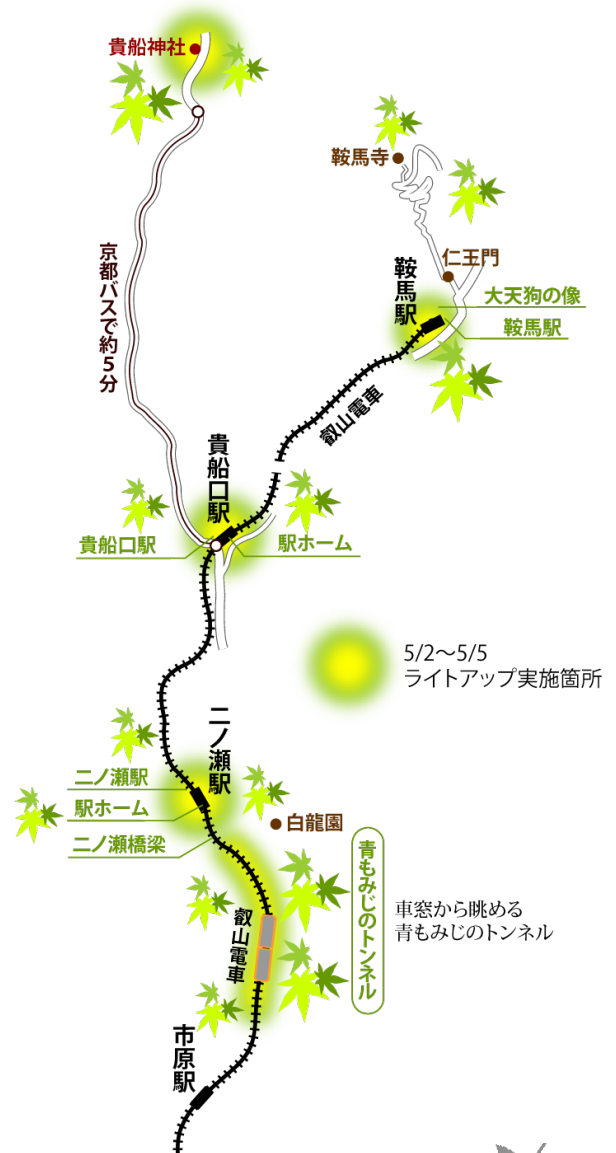 貴船神社
鞍馬寺
仁王門
京都バスで約5分
鞍馬駅
大天狗の像
鞍馬駅
叡山電車
貴船口駅
貴船口駅
駅ホーム
5/2～5/5
ライトアップ実施箇所
二ノ瀬駅
二ノ瀬駅
駅ホーム
二ノ瀬橋梁
白龍園
青もみじのトンネル
車窓から眺める
青もみじのトンネル
叡山電車
市原駅